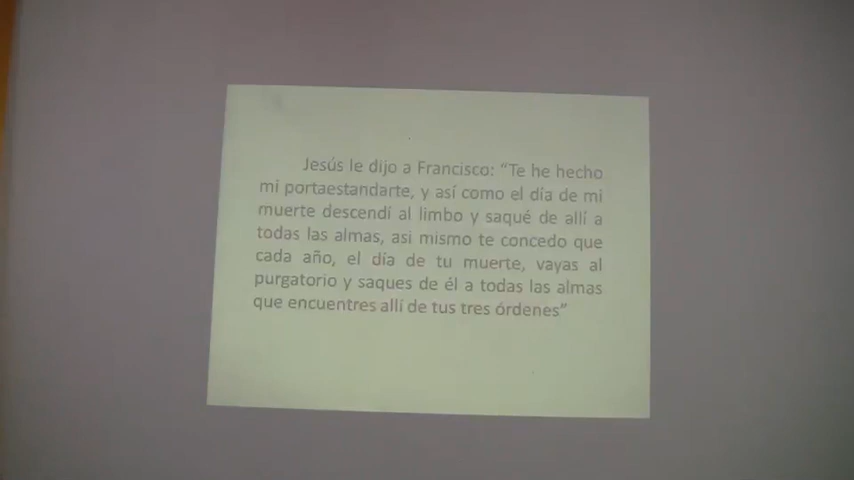 Jesús le dijo a Francisco: “Te he hecho
mi portaestandarte, y así como el día de mi
muerte descendí al limbo y saqué de allí a
todas las almas, asi mismo te concedo que
cada año, el día de tu muerte, vayas al
purgatorio y saques de él a todas las almas
que encuentres allí de tus tres órdenes”